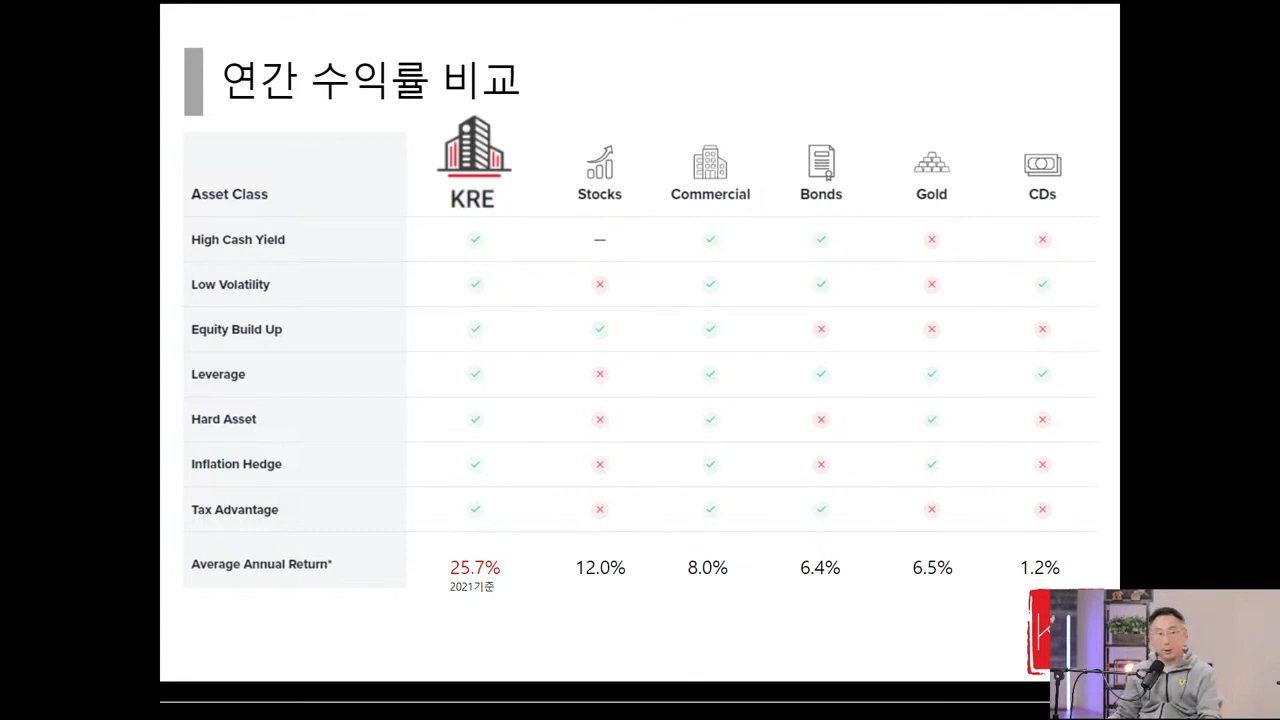 연간 수익률 비교
Asset Class KRE Stocks Commercial Bonds Gold CDs
High Cash Yield
Low Volatility
Equity Build Up
Leverage
Hard Asset
Inflation Hedge
Tax Advantage
Average Annual Return* 25.7% 12.0% 8.0% 6.4% 6.5% 1.2%
2021기준